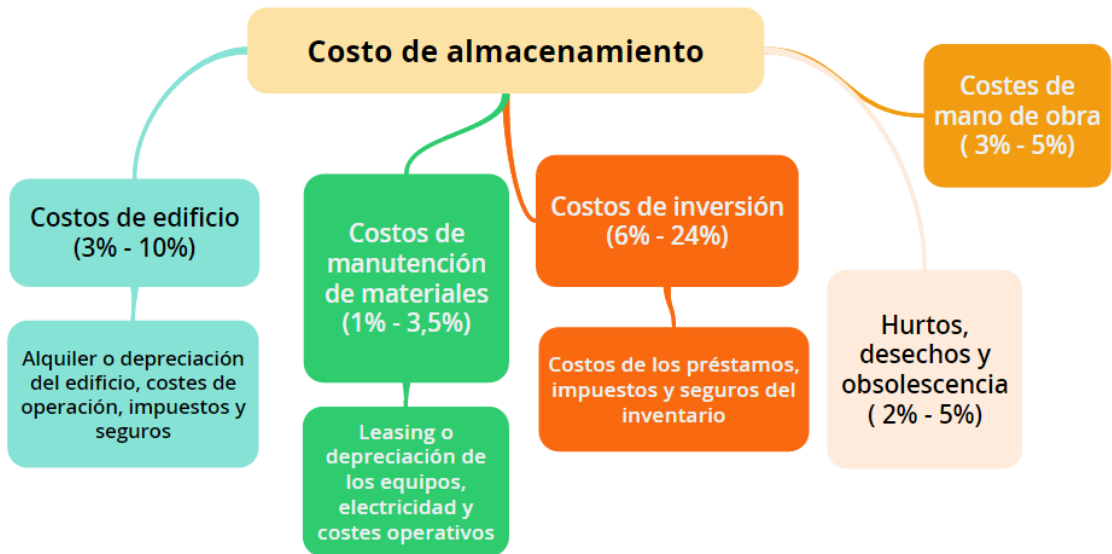 Costo de almacenamiento
Costes de
mano de obra
( 3% - 5%)
Costos de edificio
(3% - 10%)
Costos de
manutención
de materiales
(1% - 3,5%)
Costos de inversión
(6% - 24%)
Hurtos,
desechos y
obsolescencia
( 2% - 5%)
Alquiler o depreciación
del edificio, costes de
operación, impuestos y
seguros
Leasing o
depreciación de
los equipos,
electricidad y
costes operativos
Costos de los préstamos,
impuestos y seguros del
inventario